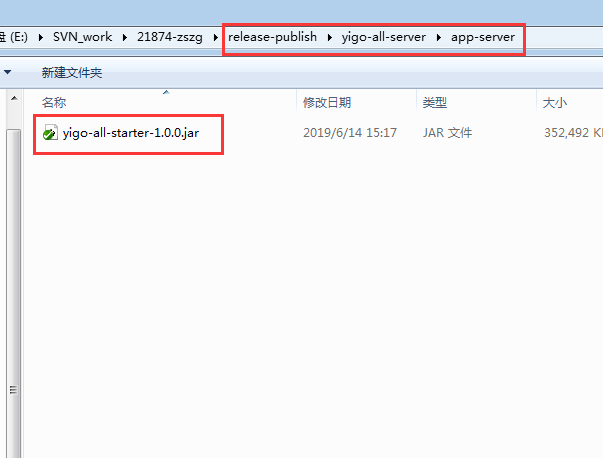 盘 (E:) SVN_work 21874-zszg release-publish yigo-all-server app-server
新建文件夹
名称 修改日期 类型 大小
yigo-all-starter-1.0.0.jar 2019/6/14 15:17 JAR 文件 352,492 K